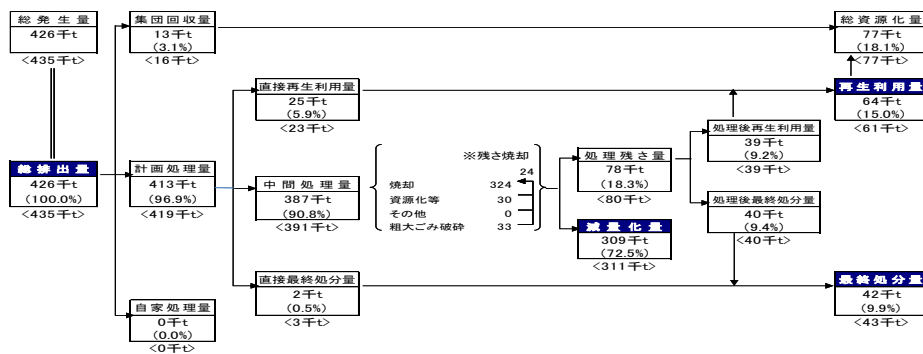 総発生量
426千t
<435千t>
集団回収量
13千t
(3.1%)
<16千t>
総資源化量
77千t
(18.1%)
<77千t>
直接再生利用量
25千t
(5.9%)
<23千t>
再生利用量
64千t
(15.0%)
<61千t>
総排出量
426千t
(100.0%)
<435千t>
計画処理量
413千t
(96.9%)
<419千t>
中間処理量
387千t
(90.8%)
<391千t>
※残さ焼却
24
焼却 324
資源化等 30
その他 0
粗大ごみ破砕 33
処理残さ量
78千t
(18.3%)
<80千t>
処理後再生利用量
39千t
(9.2%)
<39千t>
処理後最終処分量
40千t
(9.4%)
<40千t>
減量化量
309千t
(72.5%)
<311千t>
直接最終処分量
2千t
(0.5%)
<3千t>
最終処分量
42千t
(9.9%)
<43千t>
自家処理量
0千t
(0.0%)
<0千t>